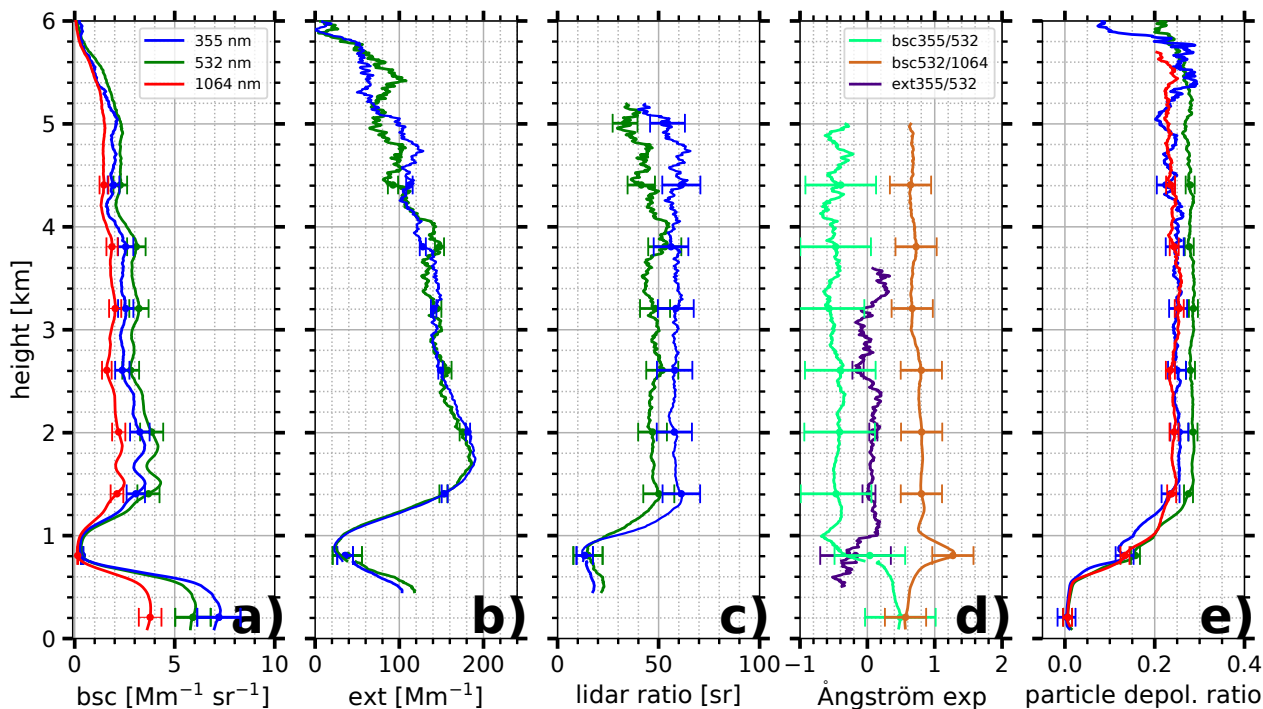 6
5
4
3
2
1
0
height [km]
355 nm
532 nm
1064 nm
a)
0
5
10
bsc [Mm⁻¹ sr⁻¹]
b)
0
100
200
ext [Mm⁻¹]
c)
0
50
100
lidar ratio [sr]
bsc355/532
bsc532/1064
ext355/532
d)
−1
0
1
2
Ångström exp
e)
0.0
0.2
0.4
particle depol. ratio